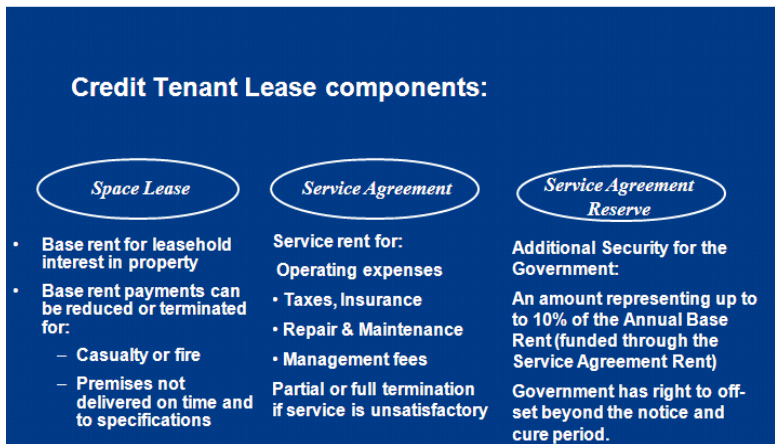 Credit Tenant Lease components:
Space Lease
• Base rent for leasehold
interest in property
• Base rent payments can
be reduced or terminated
for:
– Casualty or fire
– Premises not
delivered on time and
to specifications
Service Agreement
Service rent for:
Operating expenses
• Taxes, Insurance
• Repair & Maintenance
• Management fees
Partial or full termination
if service is unsatisfactory
Service Agreement
Reserve
Additional Security for the
Government:
An amount representing up to
to 10% of the Annual Base
Rent (funded through the
Service Agreement Rent)
Government has right to off-
set beyond the notice and
cure period.